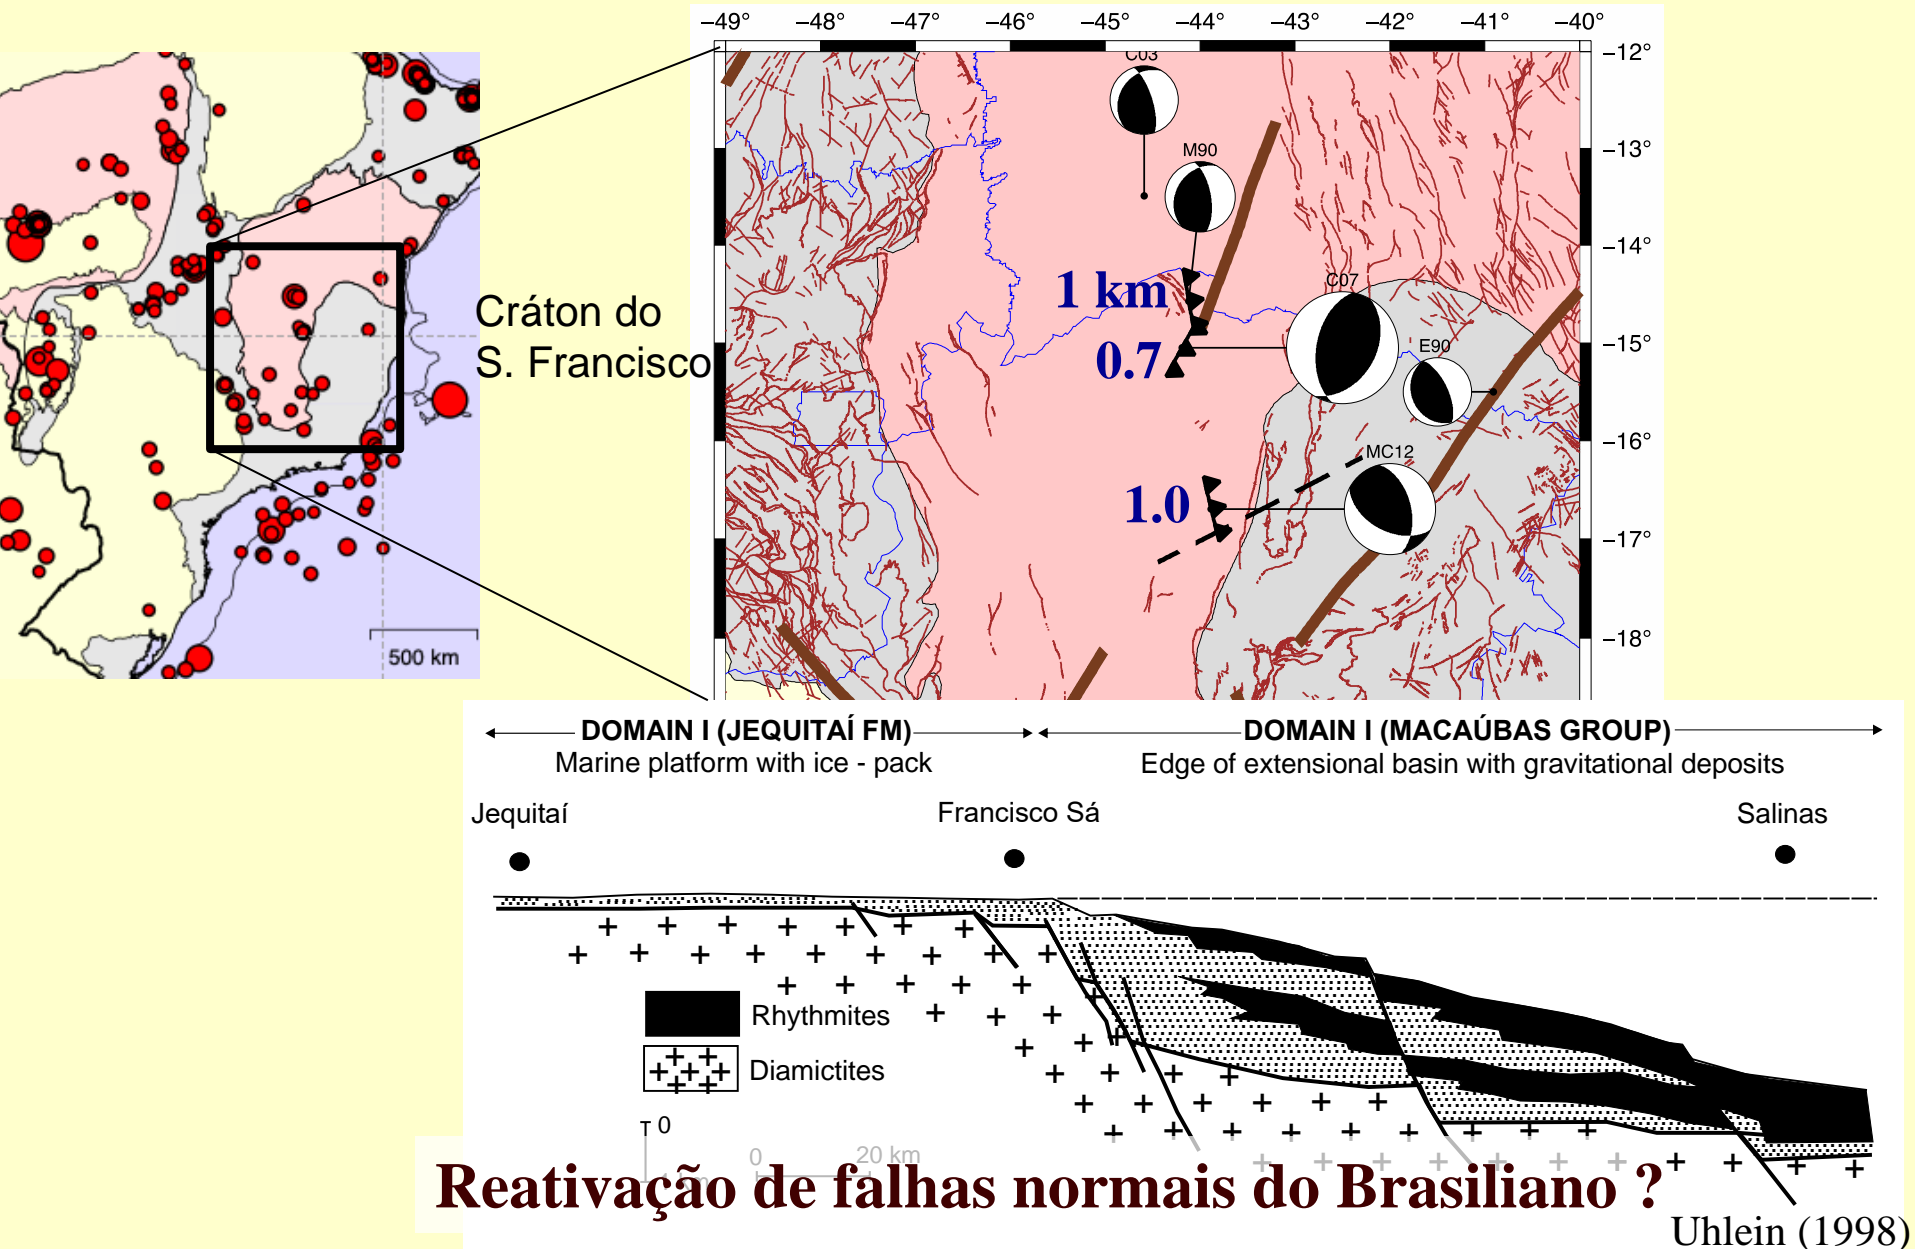 −49° −48° −47° −46° −45° −44° −43° −42° −41° −40°
−12°
C03
−13°
M90
−14°
1 km
C07
Cráton do
S. Francisco
0.7
−15°
E90
−16°
MC12
1.0
−17°
−18°
500 km
DOMAIN I (JEQUITAÍ FM)
Marine platform with ice - pack
DOMAIN I (MACAÚBAS GROUP)
Edge of extensional basin with gravitational deposits
Jequitaí
Francisco Sá
Salinas
Rhythmites
Diamictites
0
0 20 km
Reativação de falhas normais do Brasiliano ?
Uhlein (1998)